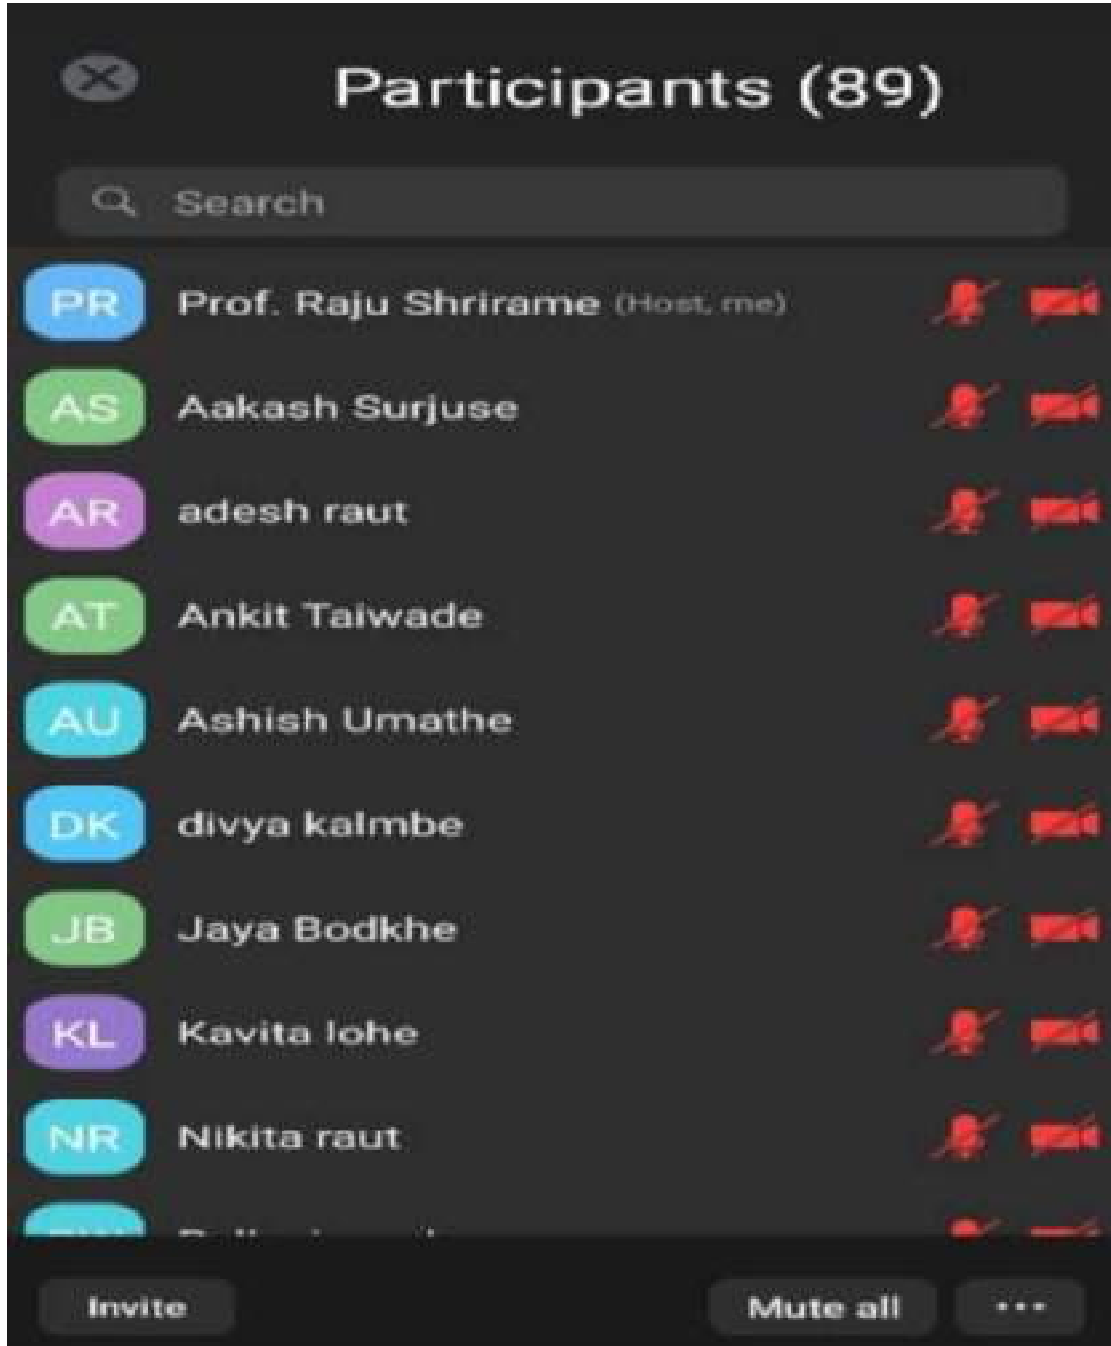 Participants (89)
Search
PR Prof. Raju Shrirame (Host, me)
AS Aakash Surjuse
AR adesh raut
AT Ankit Taiwade
AU Ashish Umathe
DK divya kalmbe
JB Jaya Bodkhe
KL Kavita lohe
NR Nikita raut
Invite Mute all ...